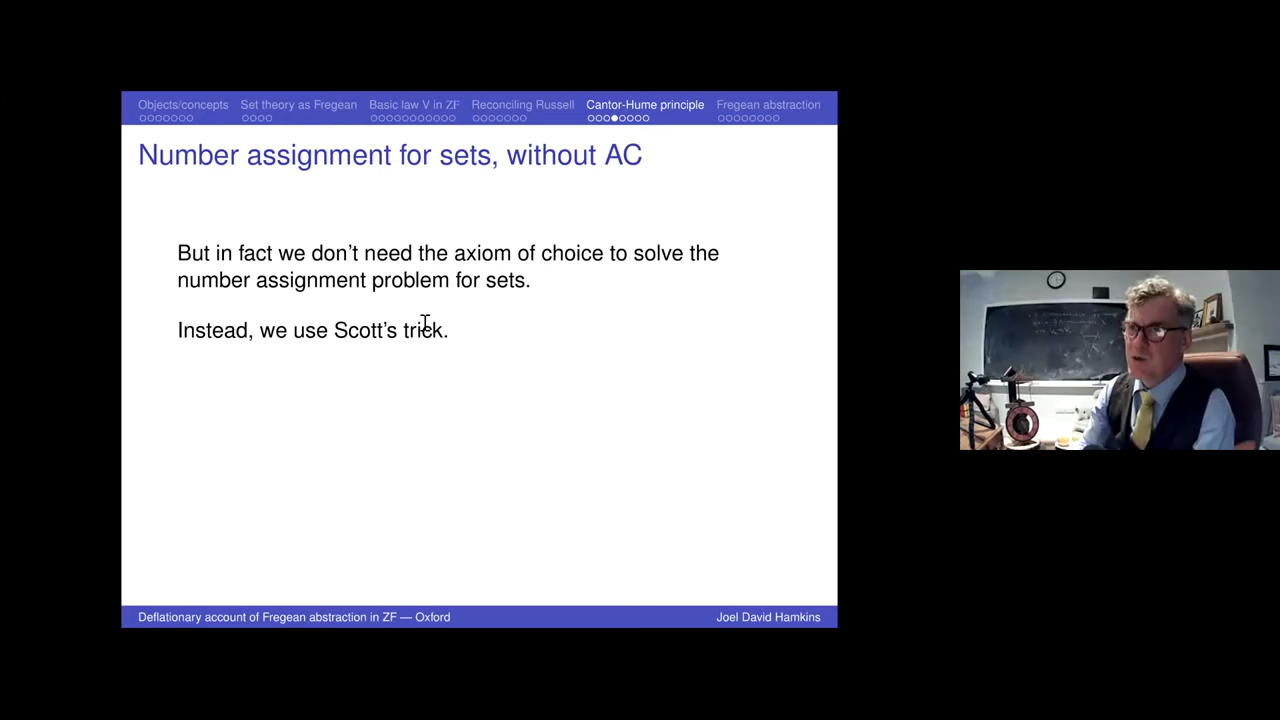 Objects/concepts Set theory as Fregean Basic law V in ZF Reconciling Russell Cantor-Hume principle Fregean abstraction
Number assignment for sets, without AC
But in fact we don't need the axiom of choice to solve the
number assignment problem for sets.
Instead, we use Scott's trick.
Deflationary account of Fregean abstraction in ZF — Oxford Joel David Hamkins